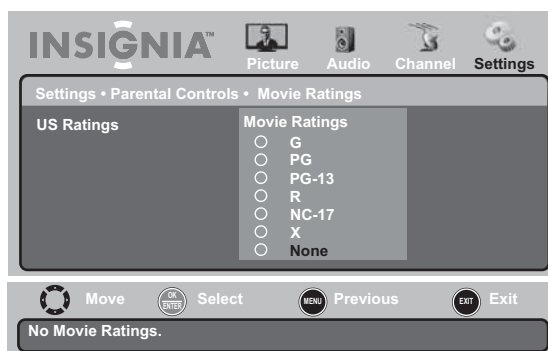 INSIGNIA™
Picture Audio Channel Settings
Settings • Parental Controls • Movie Ratings
US Ratings
Movie Ratings
G
PG
PG-13
R
NC-17
X
None
Move OK ENTER Select MENU Previous EXIT Exit
No Movie Ratings.